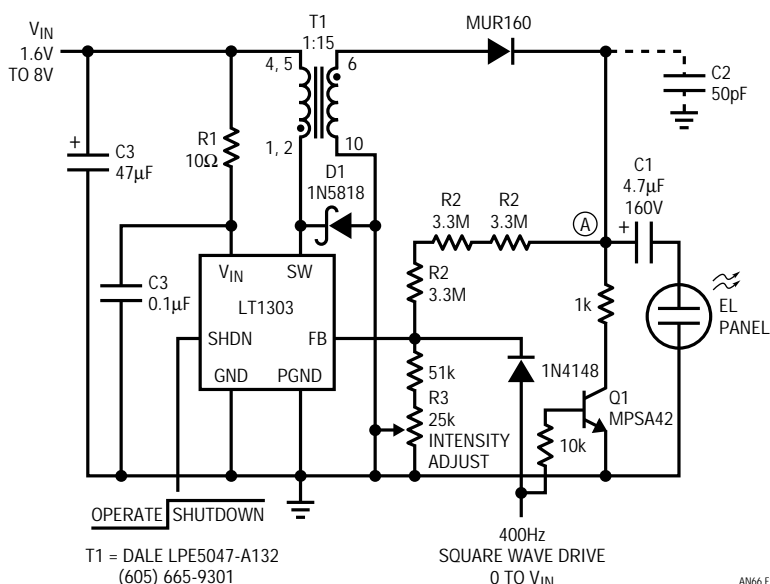 T1
1:15
MUR160
VIN
1.6V
TO 8V
4, 5
6
C2
50pF
R1
10Ω
+
C3
47µF
1, 2
10
D1
1N5818
C1
4.7µF
160V
R2
3.3M
R2
3.3M
A
+
R2
3.3M
C3
0.1µF
VIN
SW
LT1303
SHDN
FB
GND
PGND
1k
EL
PANEL
51k
1N4148
Q1
MPSA42
R3
25k
INTENSITY
ADJUST
10k
OPERATE
SHUTDOWN
400Hz
SQUARE WAVE DRIVE
0 TO VIN
T1 = DALE LPE5047-A132
(605) 665-9301